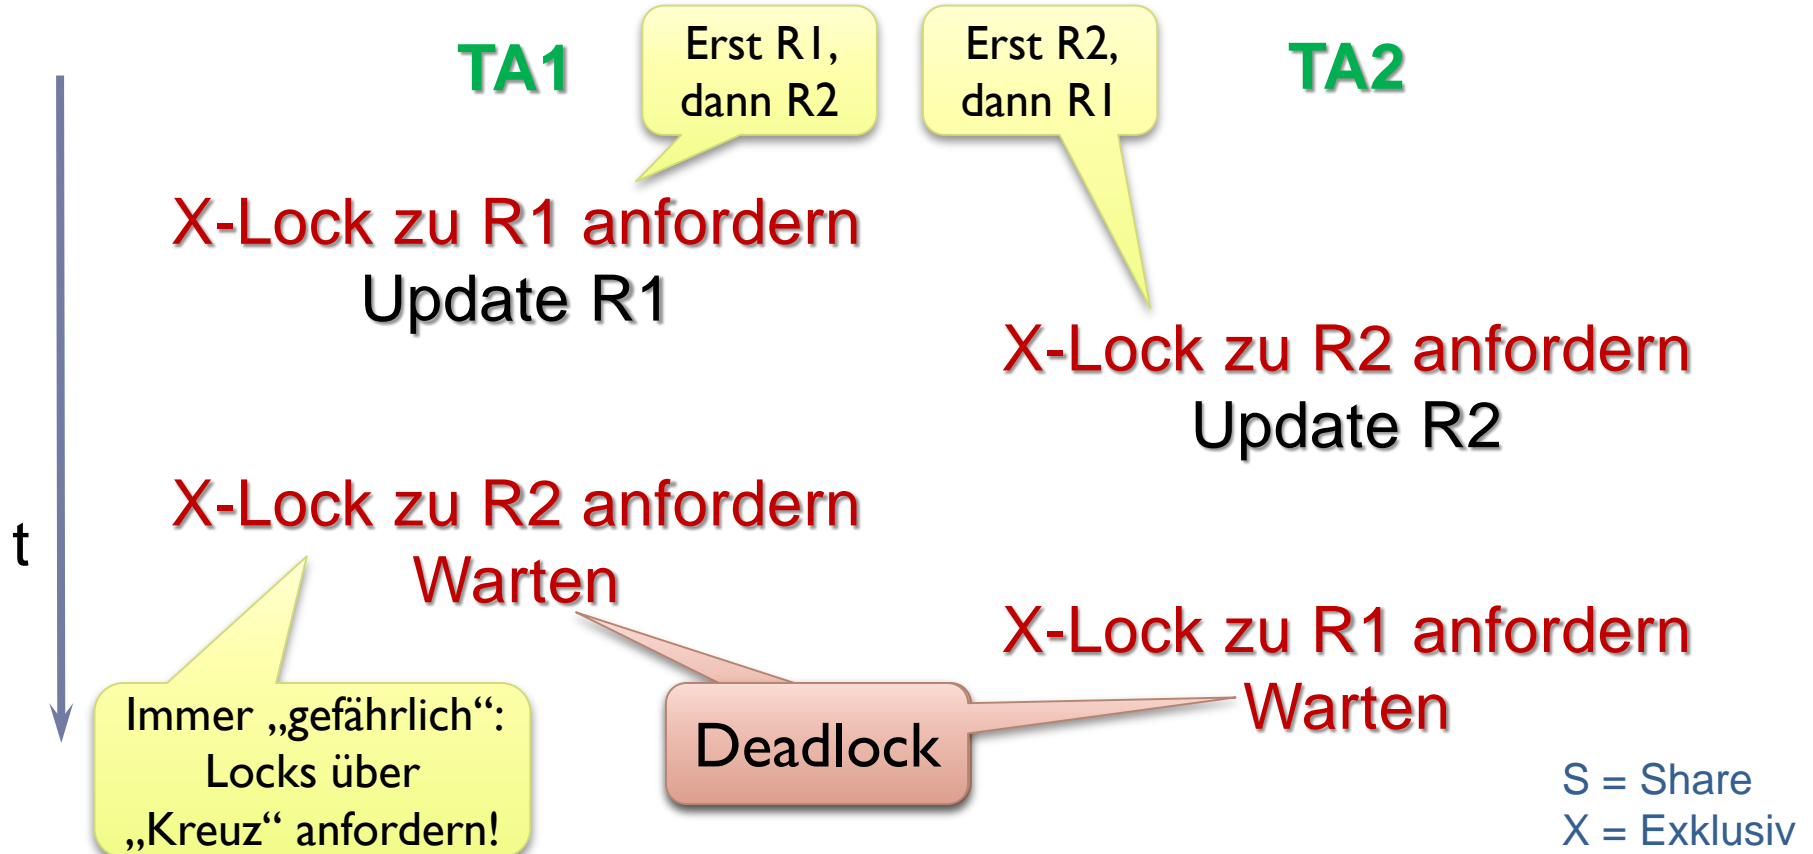 TA1
Erst R1,
dann R2
Erst R2,
dann R1
TA2
X-Lock zu R1 anfordern
Update R1
X-Lock zu R2 anfordern
Update R2
X-Lock zu R2 anfordern
Warten
t
X-Lock zu R1 anfordern
Warten
Immer „gefährlich“:
Locks über
„Kreuz“ anfordern!
Deadlock
S = Share
X = Exklusiv